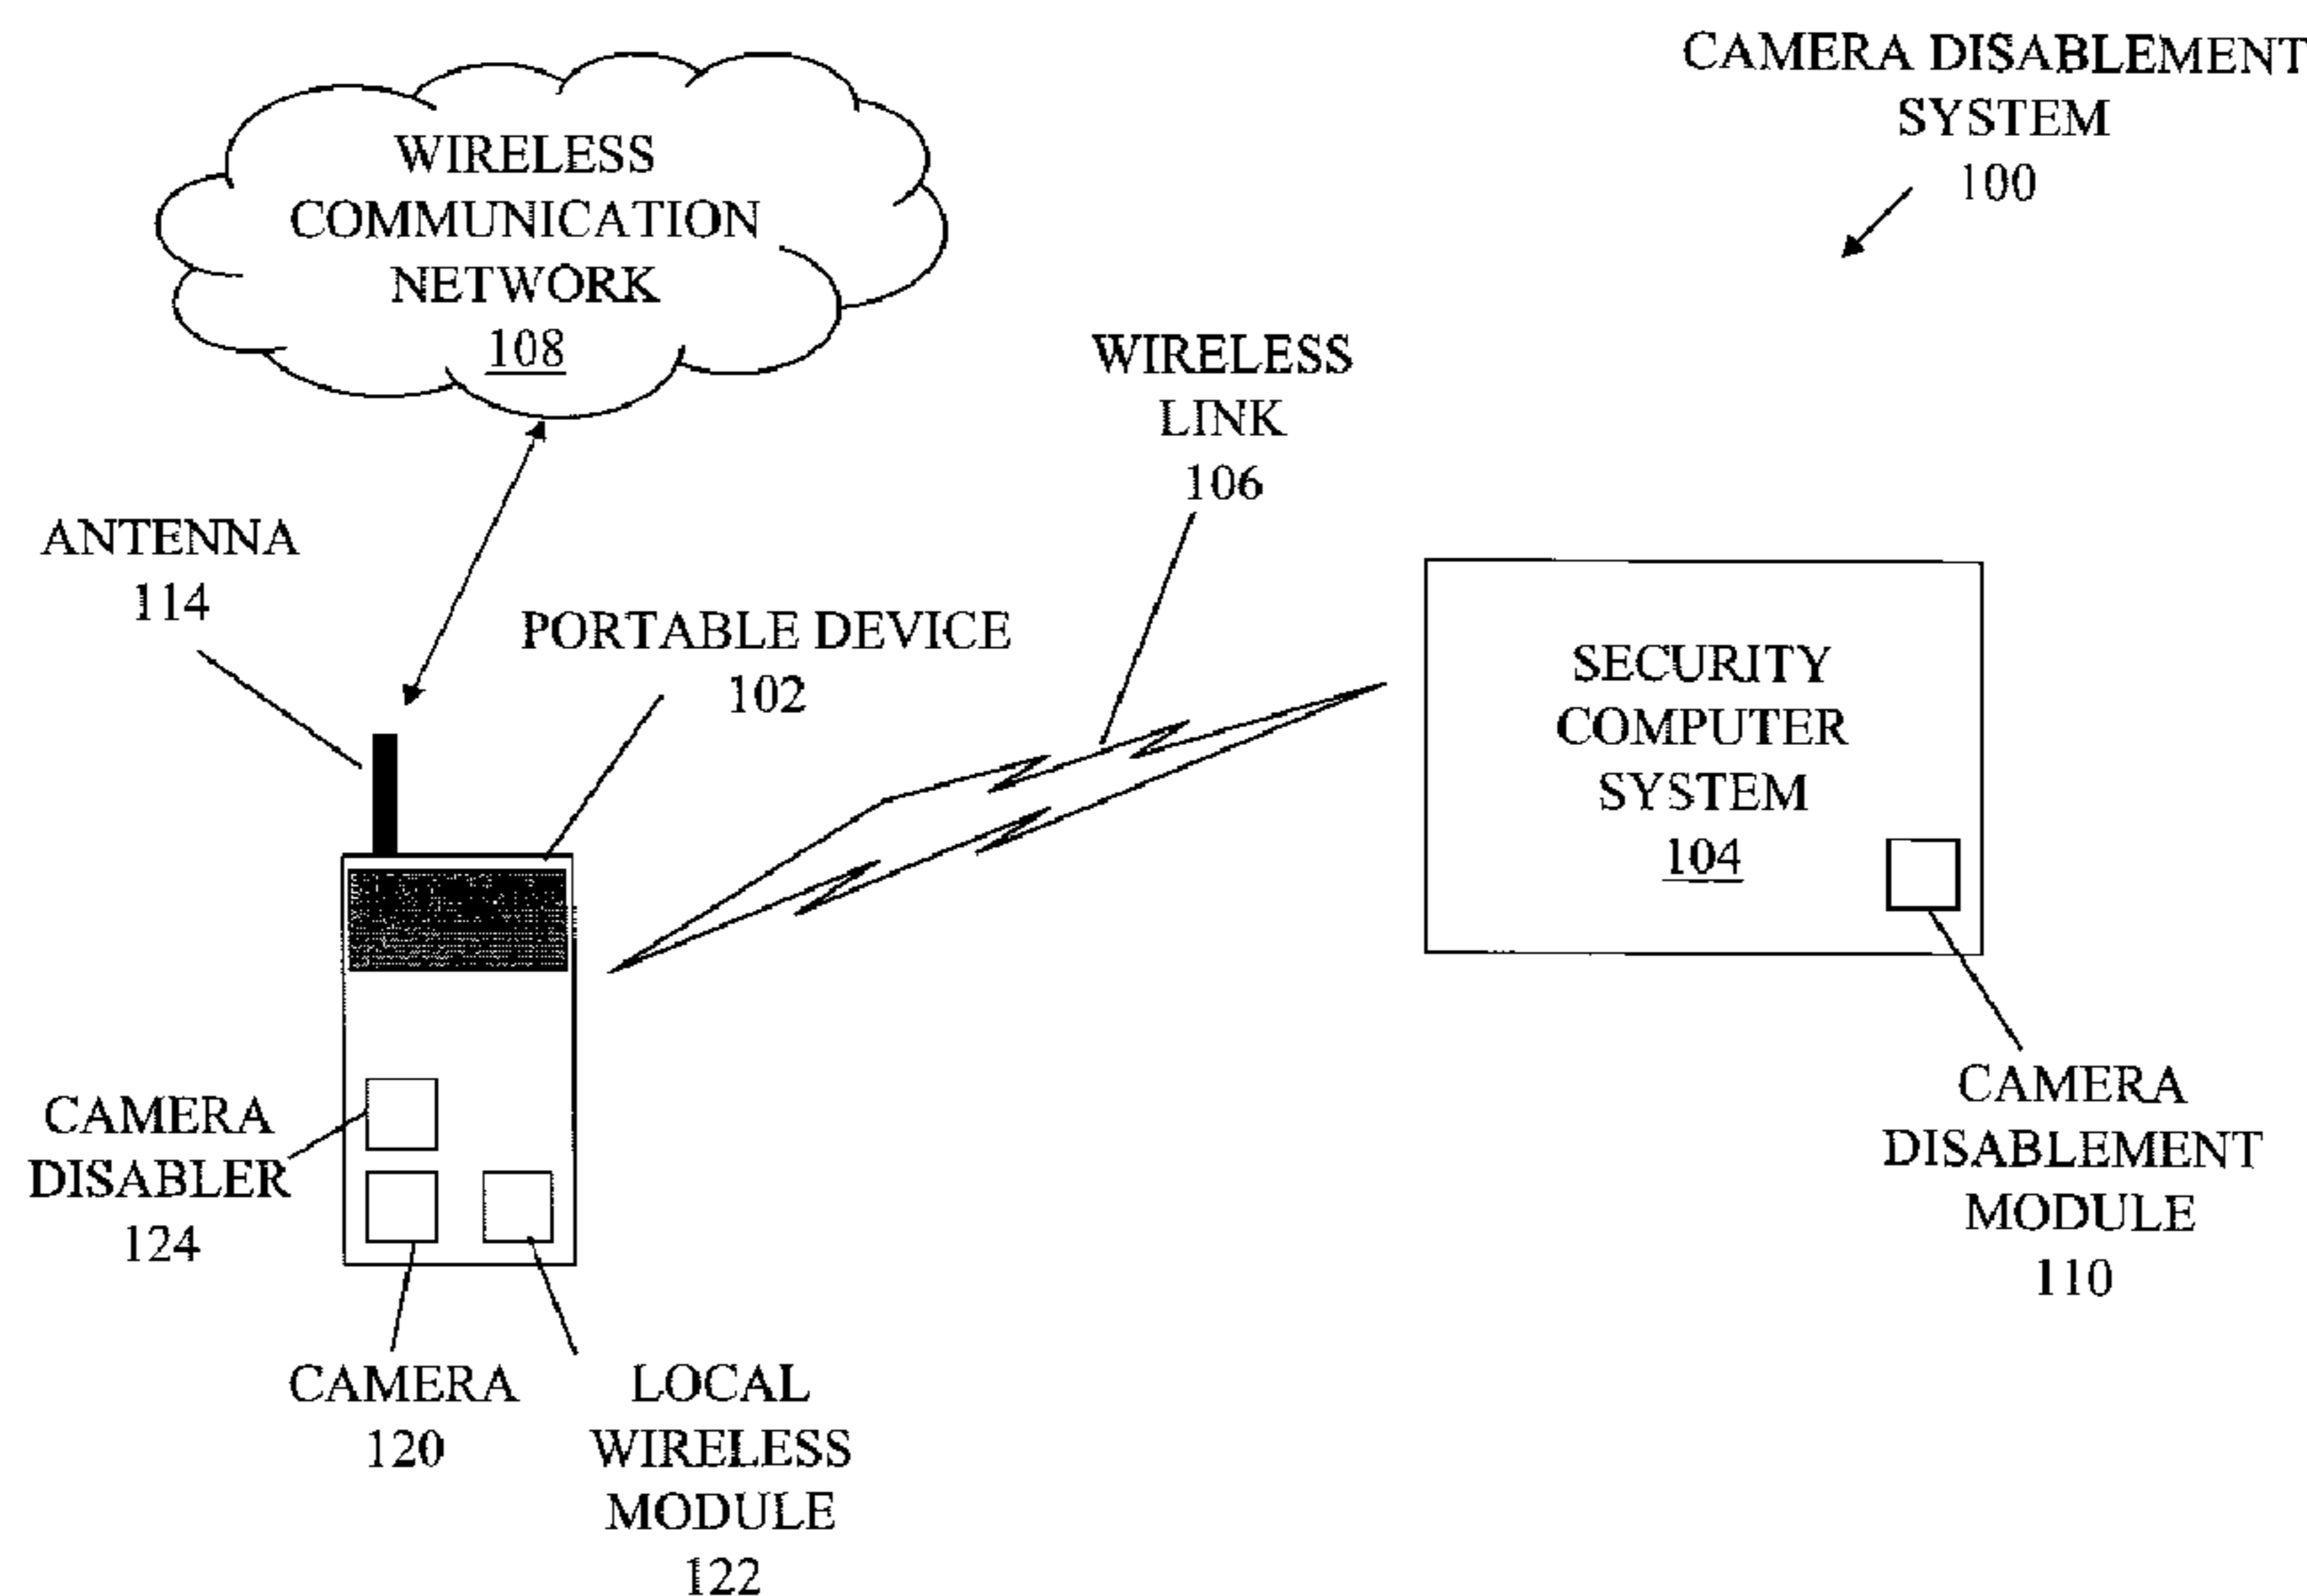 CAMERA DISABLEMENT
SYSTEM
100
WIRELESS
COMMUNICATION
NETWORK
108
WIRELESS
LINK
106
ANTENNA
114
PORTABLE DEVICE
102
SECURITY
COMPUTER
SYSTEM
104
CAMERA
DISABLER
124
CAMERA
DISABLEMENT
MODULE
110
CAMERA
120
LOCAL
WIRELESS
MODULE
122